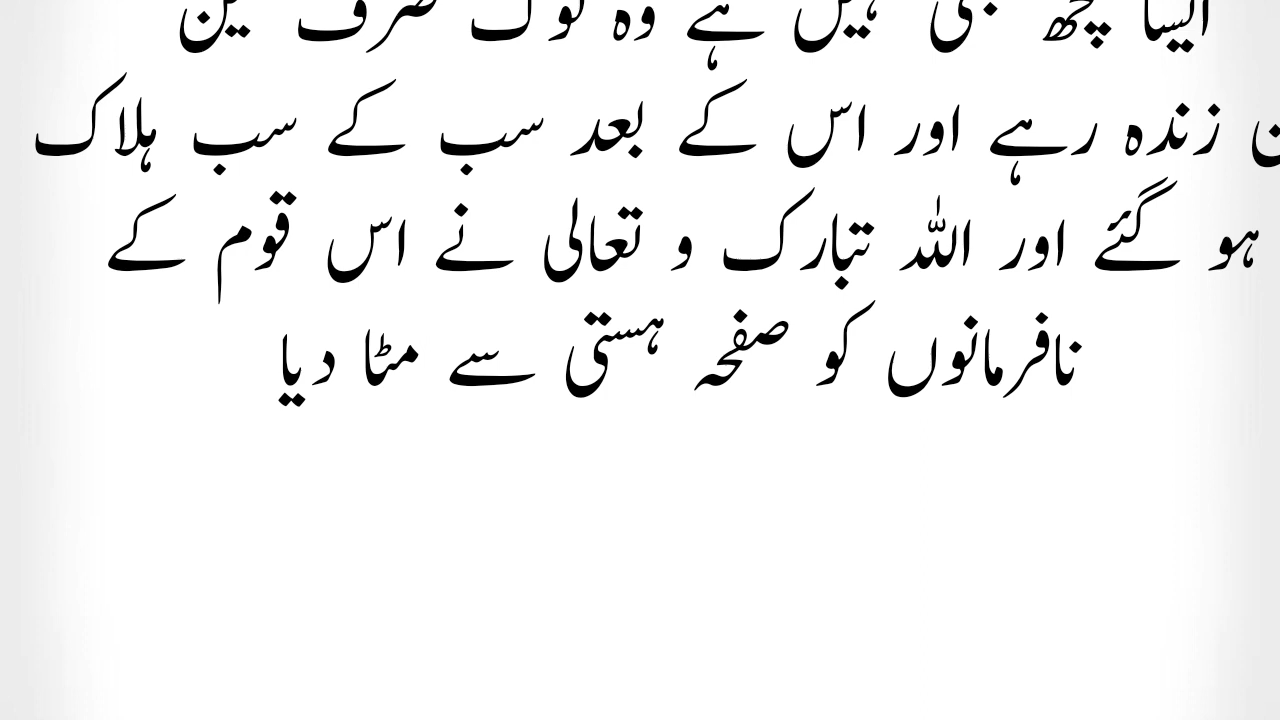 ایسا کچھ بھی نہیں ہے وہ لوگ صرف تین
زندہ رہے اور اس کے بعد سب کے سب ہلاک
ہو گئے اور اللہ تبارک و تعالی نے اس قوم کے
نافرمانوں کو صفحہ ہستی سے مٹا دیا